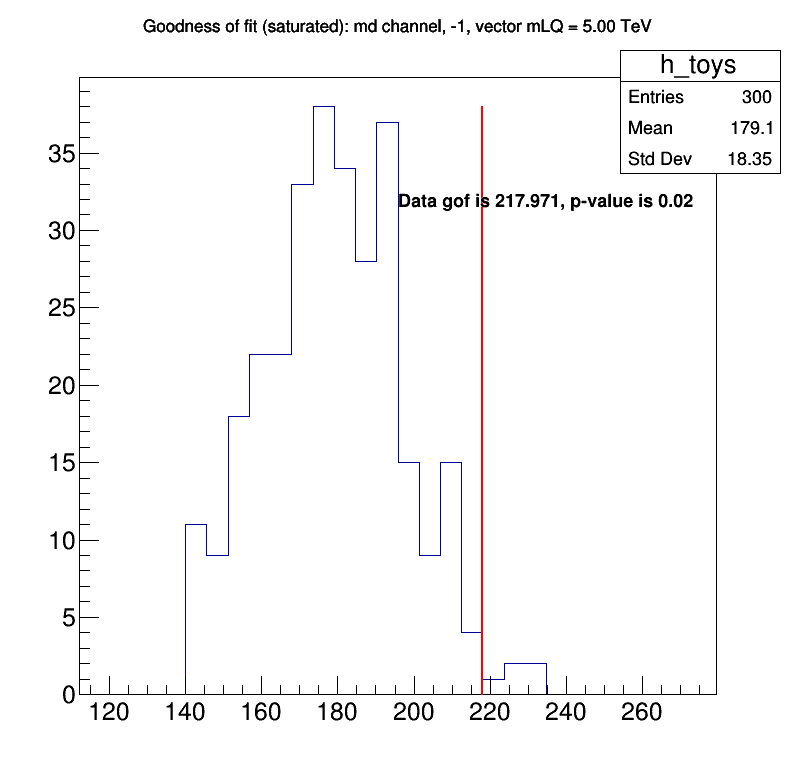 Goodness of fit (saturated): md channel, -1, vector mLQ = 5.00 TeV
h_toys
Entries 300
Mean 179.1
Std Dev 18.35
Data gof is 217.971, p-value is 0.02
35
30
25
20
15
10
5
0
120 140 160 180 200 220 240 260